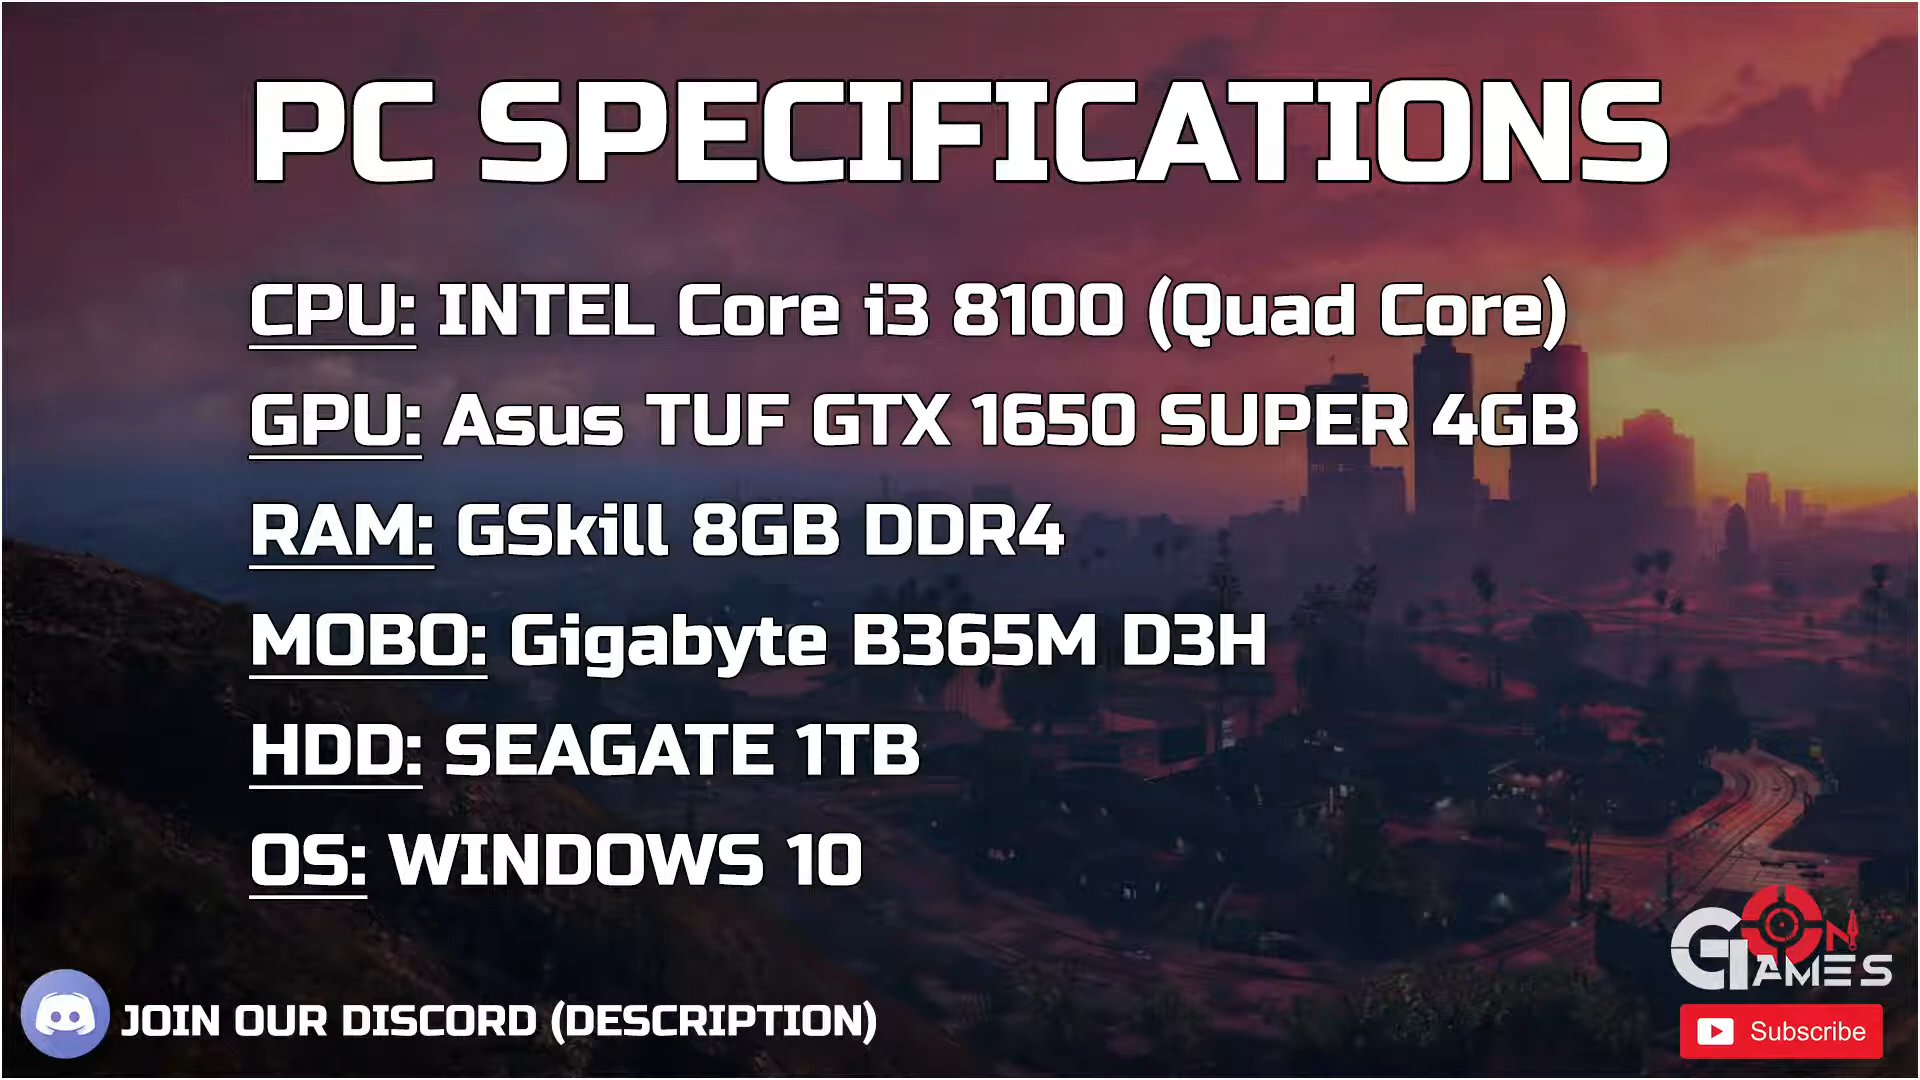 PC SPECIFICATIONS
CPU: INTEL Core i3 8100 (Quad Core)
GPU: Asus TUF GTX 1650 SUPER 4GB
RAM: GSkill 8GB DDR4
MOBO: Gigabyte B365M D3H
HDD: SEAGATE 1TB
OS: WINDOWS 10
GAMES ON
JOIN OUR DISCORD (DESCRIPTION)
Subscribe